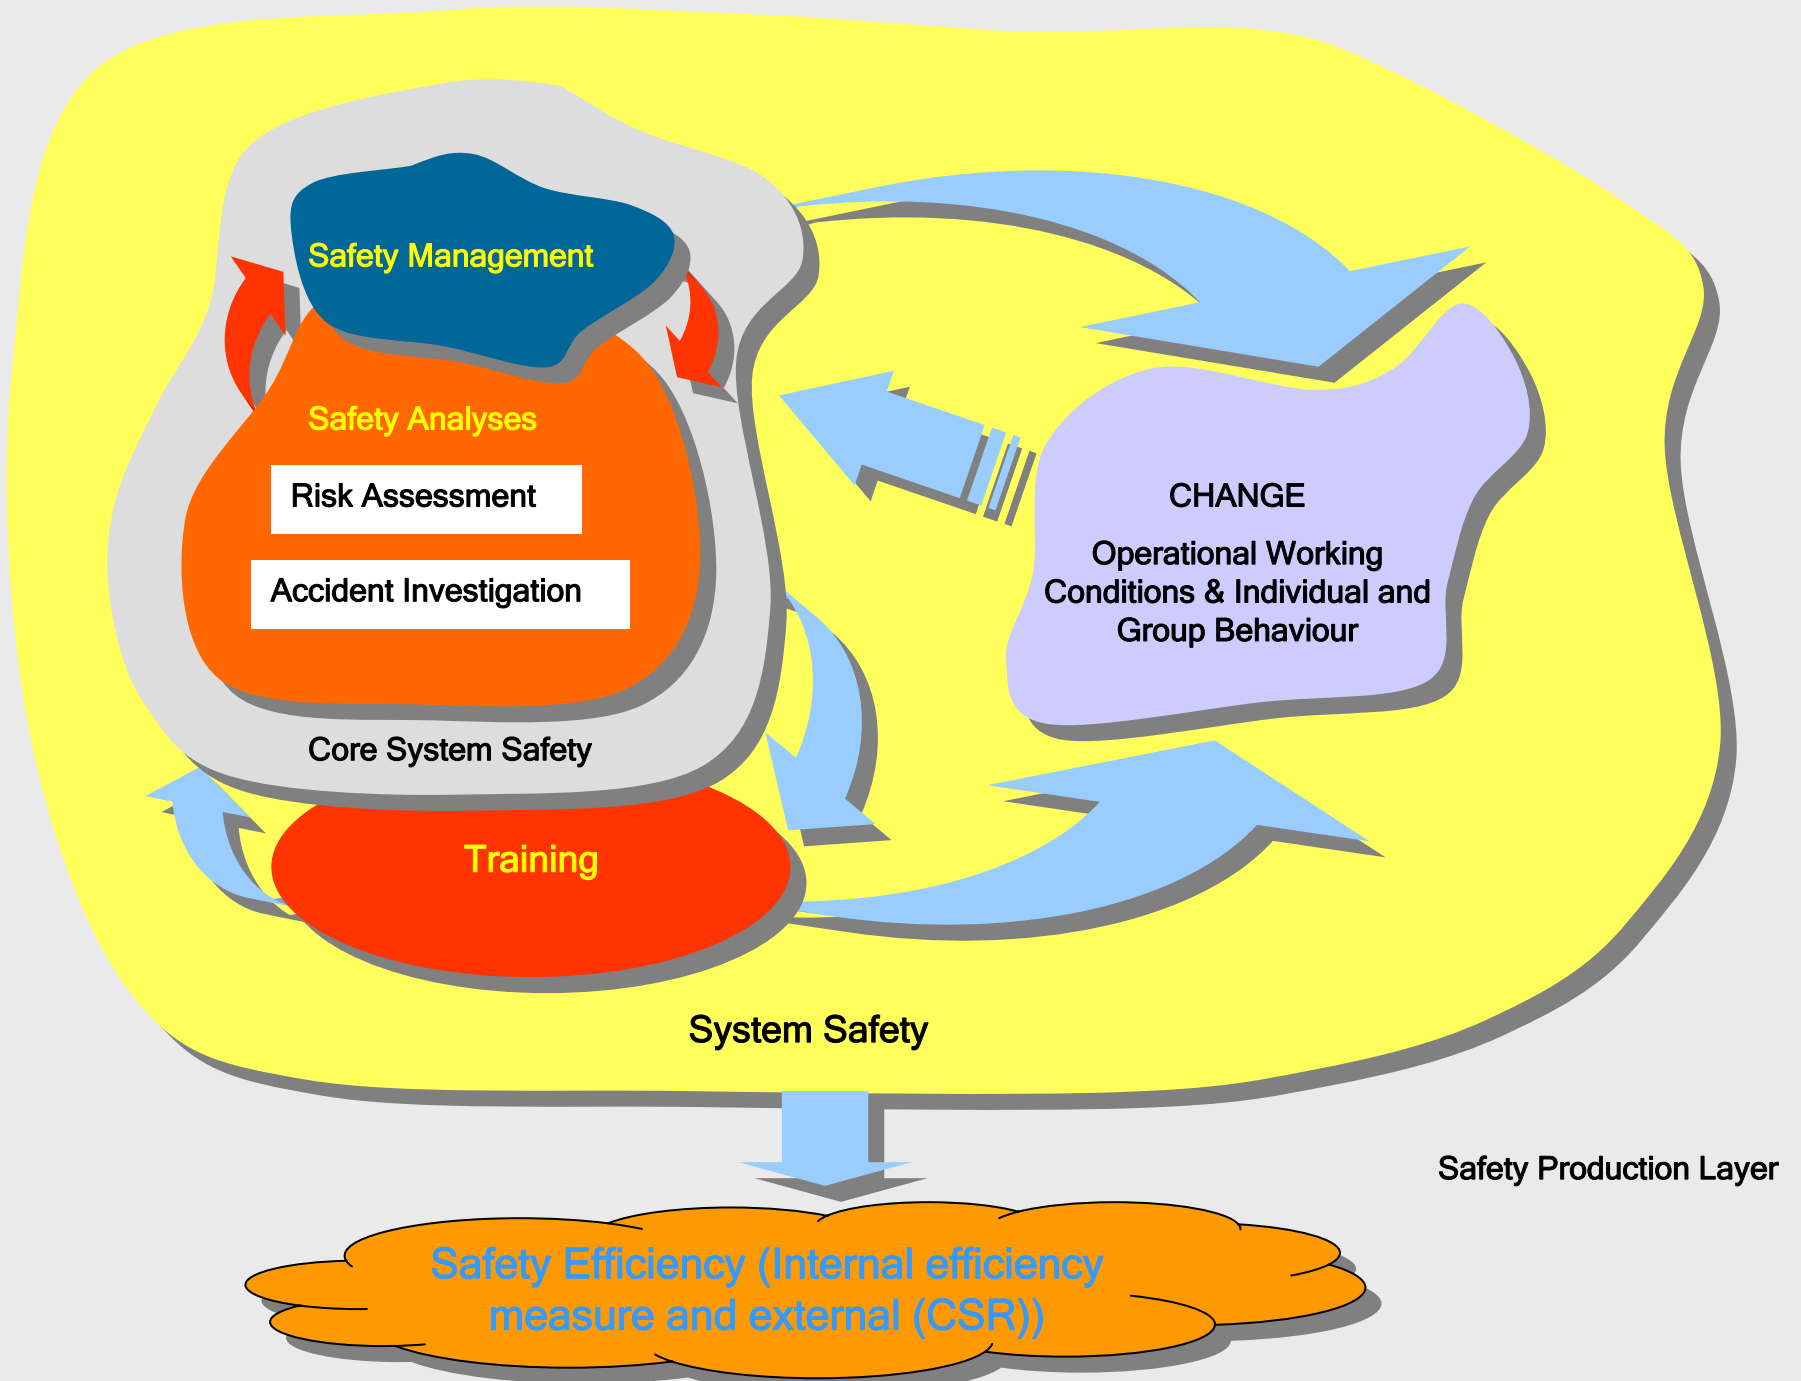 Safety Management
Safety Analyses
Risk Assessment
Accident Investigation
Core System Safety
Training
CHANGE
Operational Working
Conditions & Individual and
Group Behaviour
System Safety
Safety Production Layer
Safety Efficiency (Internal efficiency
measure and external (CSR))